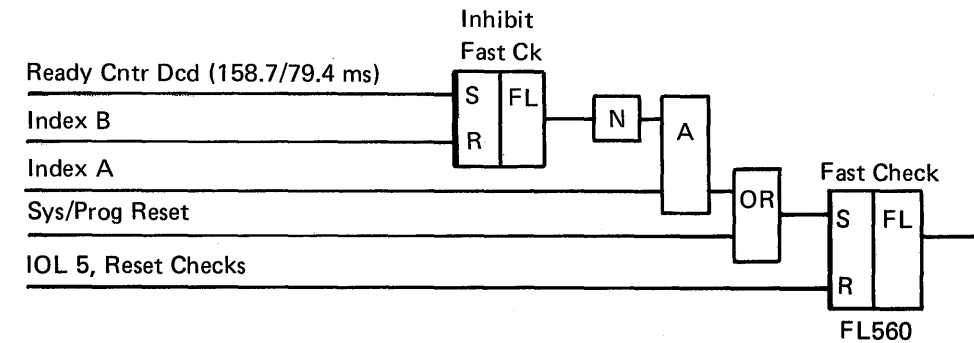 Inhibit
Fast Ck
Ready Cntr Dcd (158.7/79.4 ms)
S FL
N
Index B
R
A
Index A
Fast Check
OR
Sys/Prog Reset
S FL
IOL 5, Reset Checks
R
FL560